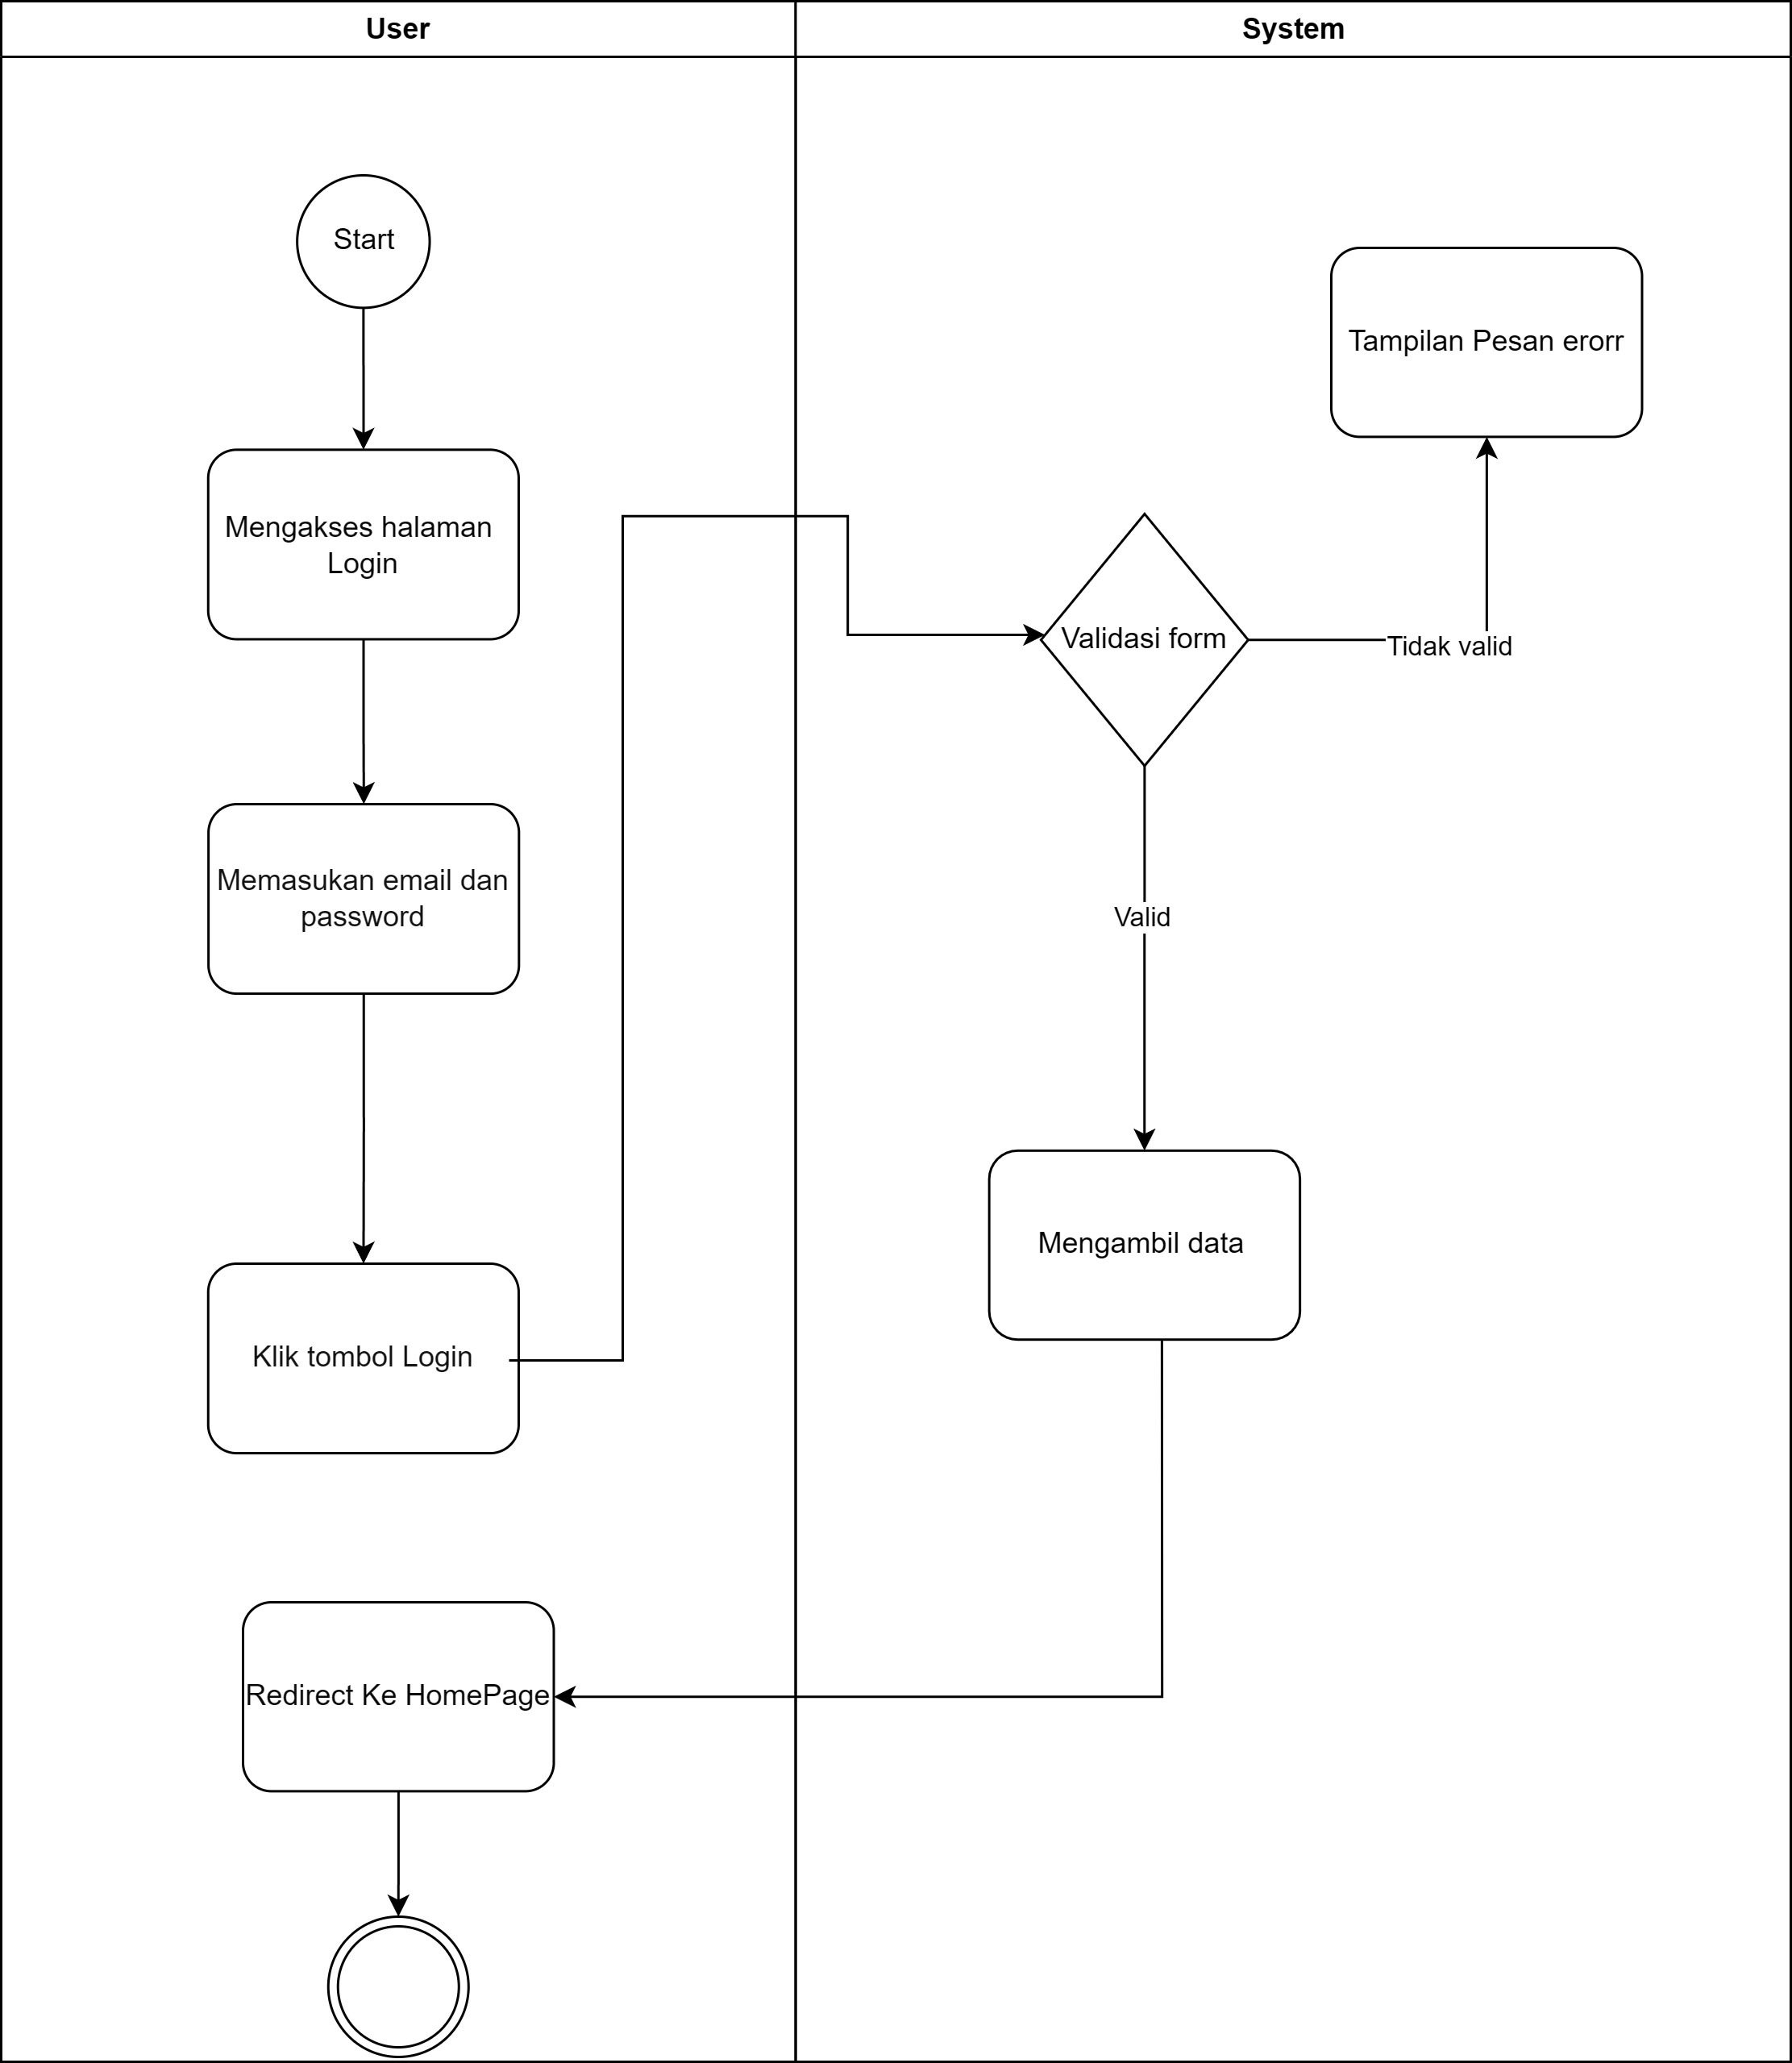 User
System
Start
Tampilan Pesan erorr
Mengakses halaman
Login
Validasi form
Tidak valid
Memasukan email dan
password
Valid
Mengambil data
Klik tombol Login
Redirect Ke HomePage